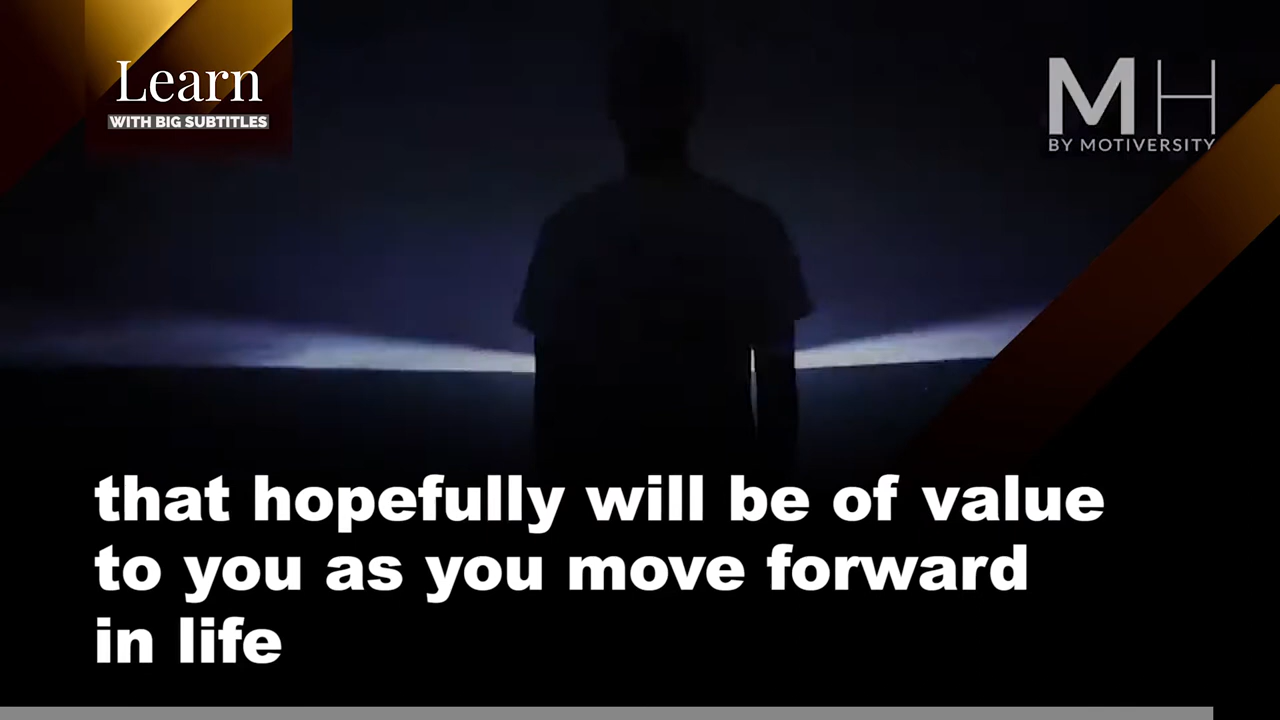 Learn
WITH BIG SUBTITLES
MH
BY MOTIVERSITY
that hopefully will be of value
to you as you move forward
in life